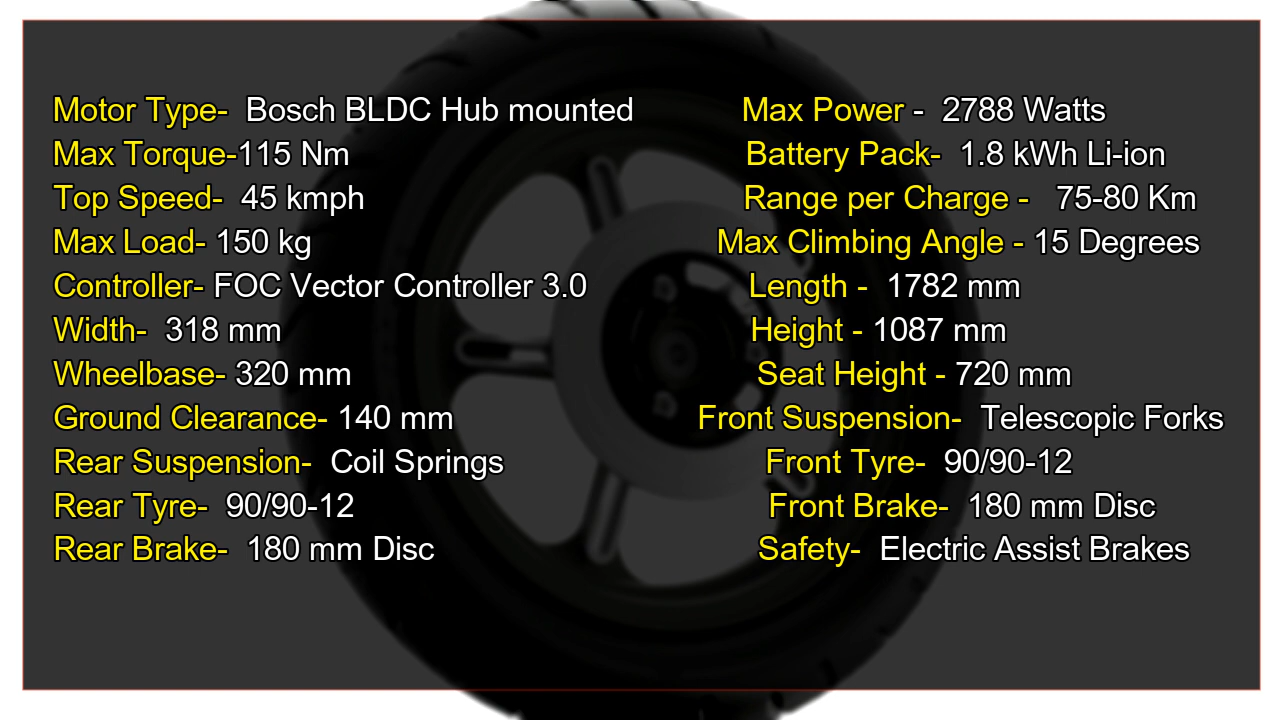 Motor Type-  Bosch BLDC Hub mounted
Max Torque-115 Nm
Top Speed-  45 kmph
Max Load- 150 kg
Controller- FOC Vector Controller 3.0
Width-  318 mm
Wheelbase- 320 mm
Ground Clearance- 140 mm
Rear Suspension-  Coil Springs
Rear Tyre-  90/90-12
Rear Brake-  180 mm Disc
Max Power -  2788 Watts
Battery Pack-  1.8 kWh Li-ion
Range per Charge -   75-80 Km
Max Climbing Angle - 15 Degrees
Length -  1782 mm
Height - 1087 mm
Seat Height - 720 mm
Front Suspension-  Telescopic Forks
Front Tyre-  90/90-12
Front Brake-  180 mm Disc
Safety-  Electric Assist Brakes